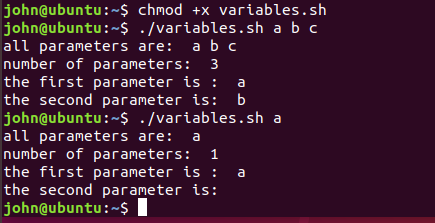 john@ubuntu:~$ chmod +x variables.sh
john@ubuntu:~$ ./variables.sh a b c
all parameters are:  a b c
number of parameters:  3
the first parameter is :  a
the second parameter is:  b
john@ubuntu:~$ ./variables.sh a
all parameters are:  a
number of parameters:  1
the first parameter is :  a
the second parameter is:
john@ubuntu:~$